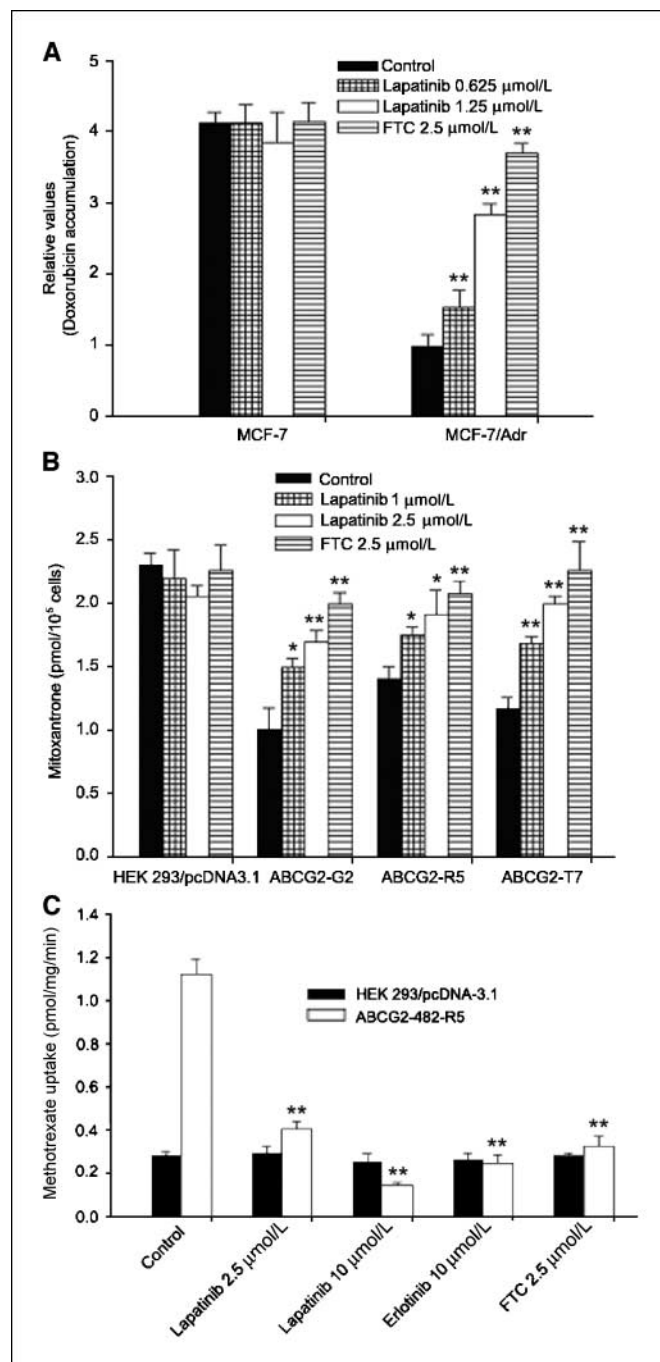 A
Control
Lapatinib 0.625 µmol/L
Lapatinib 1.25 µmol/L
FTC 2.5 µmol/L
Relative values
(Doxorubicin accumulation)
5
4
3
2
1
0
**
**
**
MCF-7
MCF-7/Adr
B
Control
Lapatinib 1 µmol/L
Lapatinib 2.5 µmol/L
FTC 2.5 µmol/L
Mitoxantrone (pmol/10⁵ cells)
3.0
2.5
2.0
1.5
1.0
0.5
0.0
*
**
**
*
*
**
**
**
**
HEK 293/pcDNA3.1
ABCG2-G2
ABCG2-R5
ABCG2-T7
C
HEK 293/pcDNA-3.1
ABCG2-482-R5
Methotrexate uptake (pmol/mg/min)
1.4
1.2
1.0
0.8
0.6
0.4
0.2
0.0
**
**
**
**
Control
Lapatinib 2.5 µmol/L
Lapatinib 10 µmol/L
Erlotinib 10 µmol/L
FTC 2.5 µmol/L